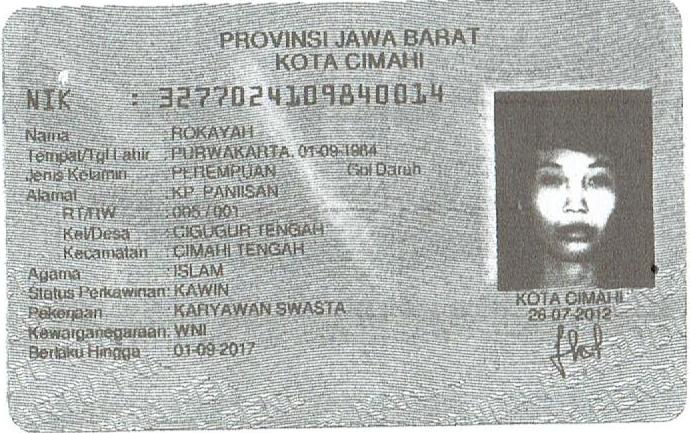 PROVINSI JAWA BARAT
KOTA CIMAHI
NIK : 3277024109840014
Nama : ROKAYAH
Tempat/Tgl Lahir : PURWAKARTA, 01-09-1984
Jenis Kelamin : PEREMPUAN Gol Darah
Alamat : KP. PANIISAN
RT/RW : 005 / 001
Kel/Desa : CIGUGUR TENGAH
Kecamatan : CIMAHI TENGAH
Agama : ISLAM
Status Perkawinan: KAWIN
Pekerjaan : KARYAWAN SWASTA
Kewarganegaraan: WNI
Berlaku Hingga : 01-09-2017
KOTA CIMAHI
26-07-2012